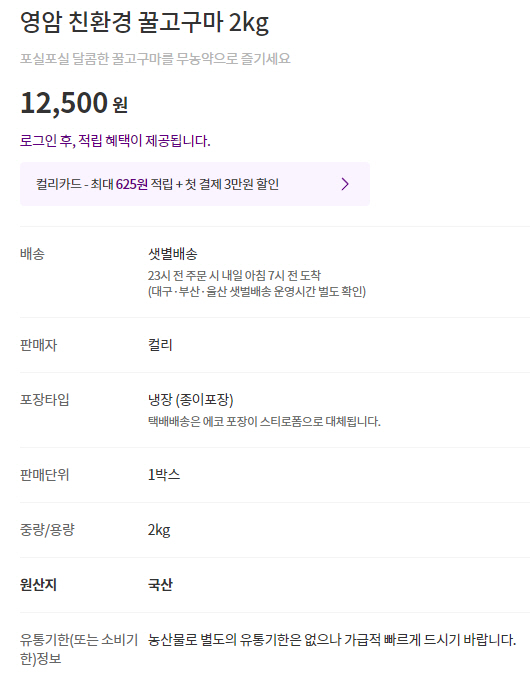 영암 친환경 꿀고구마 2kg
포실포실 달콤한 꿀고구마를 무농약으로 즐기세요
12,500 원
로그인 후, 적립 혜택이 제공됩니다.
컬리카드 - 최대 625원 적립 + 첫 결제 3만원 할인
배송 샛별배송
23시 전 주문 시 내일 아침 7시 전 도착
(대구·부산·울산 샛벌배송 운영시간 별도 확인)
판매자 컬리
포장타입 냉장 (종이포장)
택배배송은 에코 포장이 스티로폼으로 대체됩니다.
판매단위 1박스
중량/용량 2kg
원산지 국산
유통기한(또는 소비기 농산물로 별도의 유통기한은 없으나 가급적 빠르게 드시기 바랍니다.
한)정보